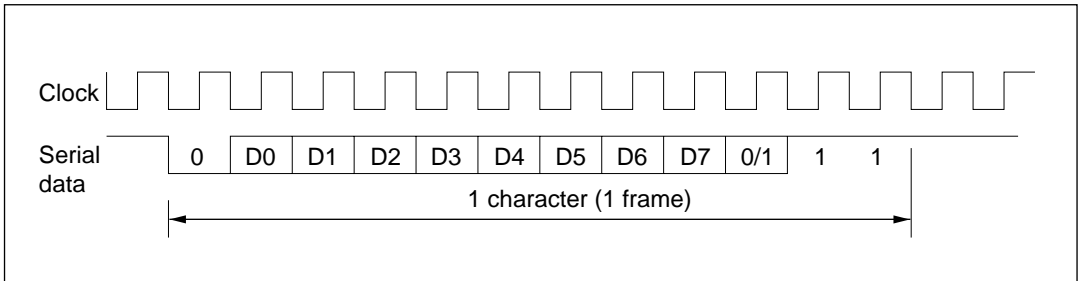 Clock
Serial
data
0 D0 D1 D2 D3 D4 D5 D6 D7 0/1 1 1
1 character (1 frame)